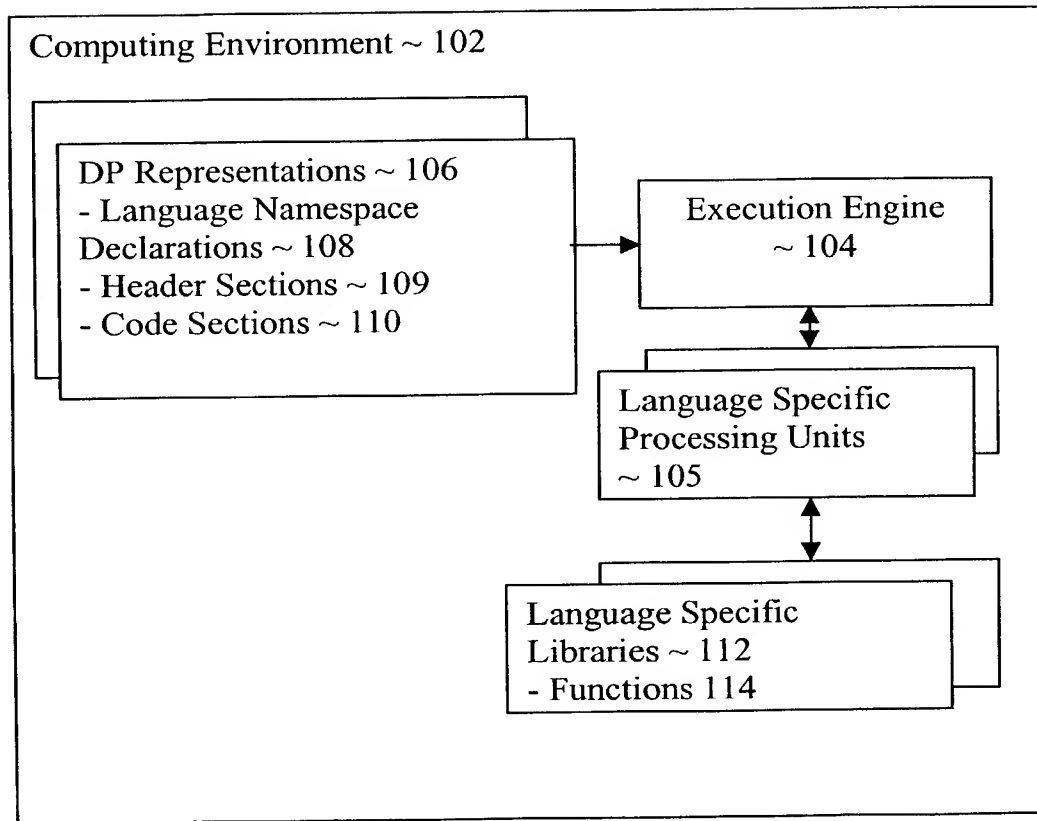 Computing Environment ~ 102
DP Representations ~ 106
- Language Namespace
Declarations ~ 108
- Header Sections ~ 109
- Code Sections ~ 110
Execution Engine
~ 104
Language Specific
Processing Units
~ 105
Language Specific
Libraries ~ 112
- Functions 114